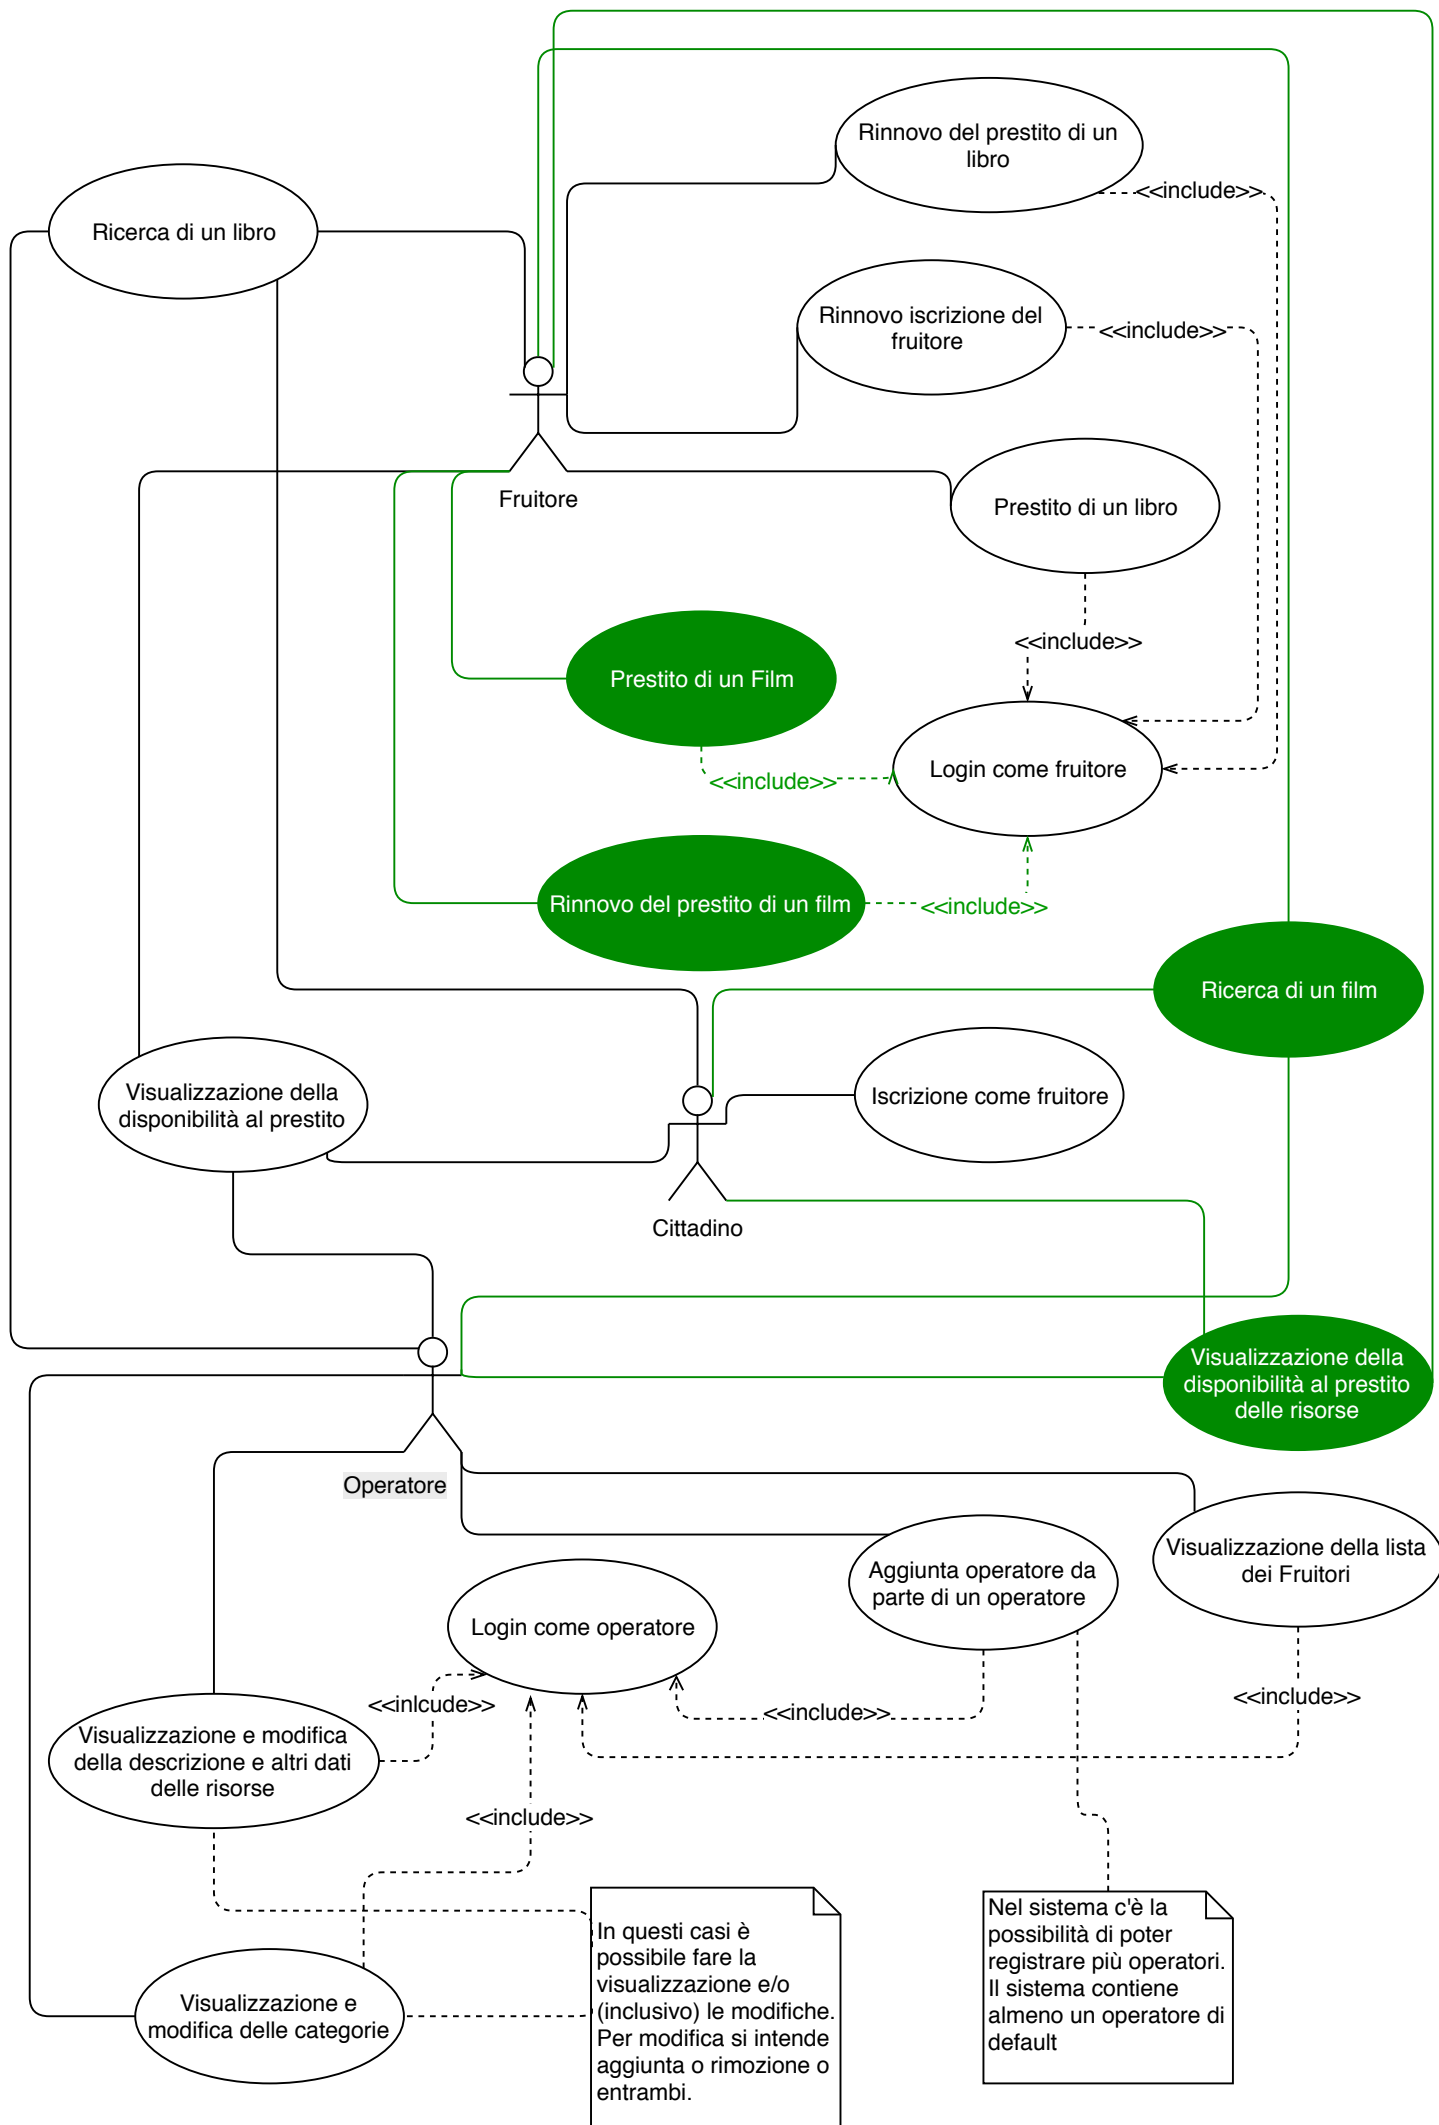 Rinnovo del prestito di un
libro
<<include>>
Ricerca di un libro
Rinnovo iscrizione del
fruitore
<<include>>
Fruitore
Prestito di un libro
<<include>>
Prestito di un Film
<<include>>
Login come fruitore
Rinnovo del prestito di un film
<<include>>
Ricerca di un film
Visualizzazione della
disponibilità al prestito
Iscrizione come fruitore
Cittadino
Visualizzazione della
disponibilità al prestito
delle risorse
Operatore
Login come operatore
Aggiunta operatore da
parte di un operatore
Visualizzazione della lista
dei Fruitori
<<inlcude>>
<<include>>
<<include>>
Visualizzazione e modifica
della descrizione e altri dati
delle risorse
<<include>>
In questi casi è
possibile fare la
visualizzazione e/o
(inclusivo) le modifiche.
Per modifica si intende
aggiunta o rimozione o
entrambi.
Nel sistema c'è la
possibilità di poter
registrare più operatori.
Il sistema contiene
almeno un operatore di
default
Visualizzazione e
modifica delle categorie